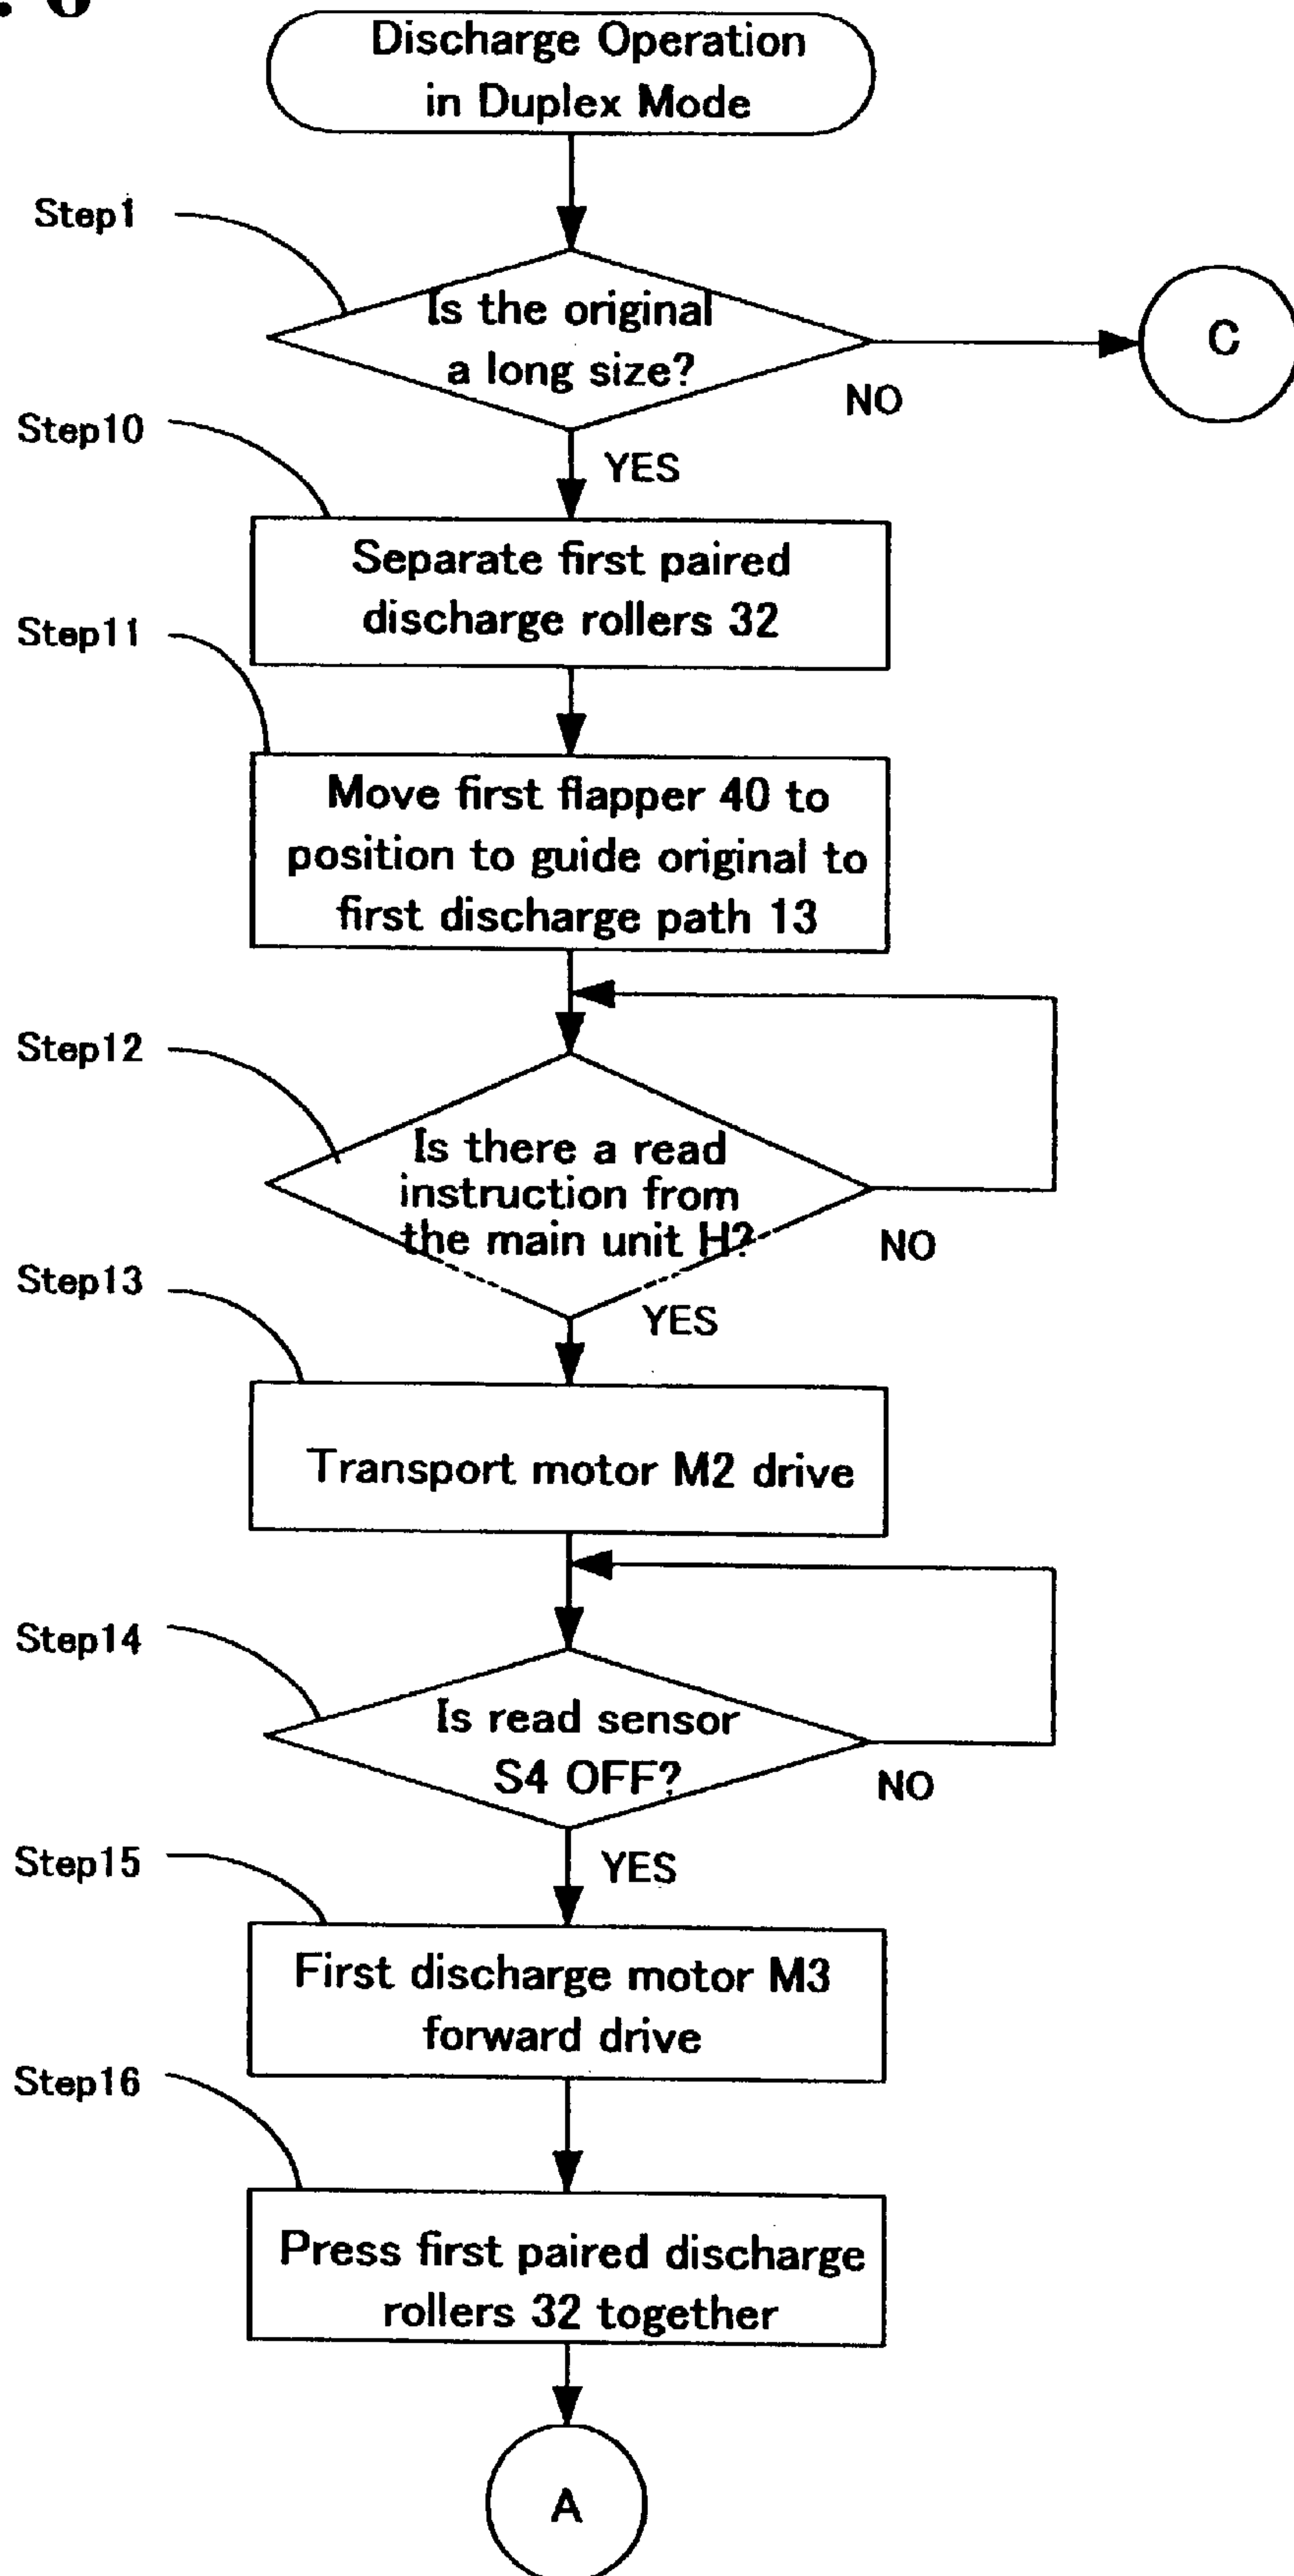 . 6
Discharge Operation
in Duplex Mode
Step1
Is the original
a long size?
C
NO
Step10
YES
Separate first paired
discharge rollers 32
Step11
Move first flapper 40 to
position to guide original to
first discharge path 13
Step12
Is there a read
instruction from
the main unit H?
NO
Step13
YES
Transport motor M2 drive
Step14
Is read sensor
S4 OFF?
NO
Step15
YES
First discharge motor M3
forward drive
Step16
Press first paired discharge
rollers 32 together
A